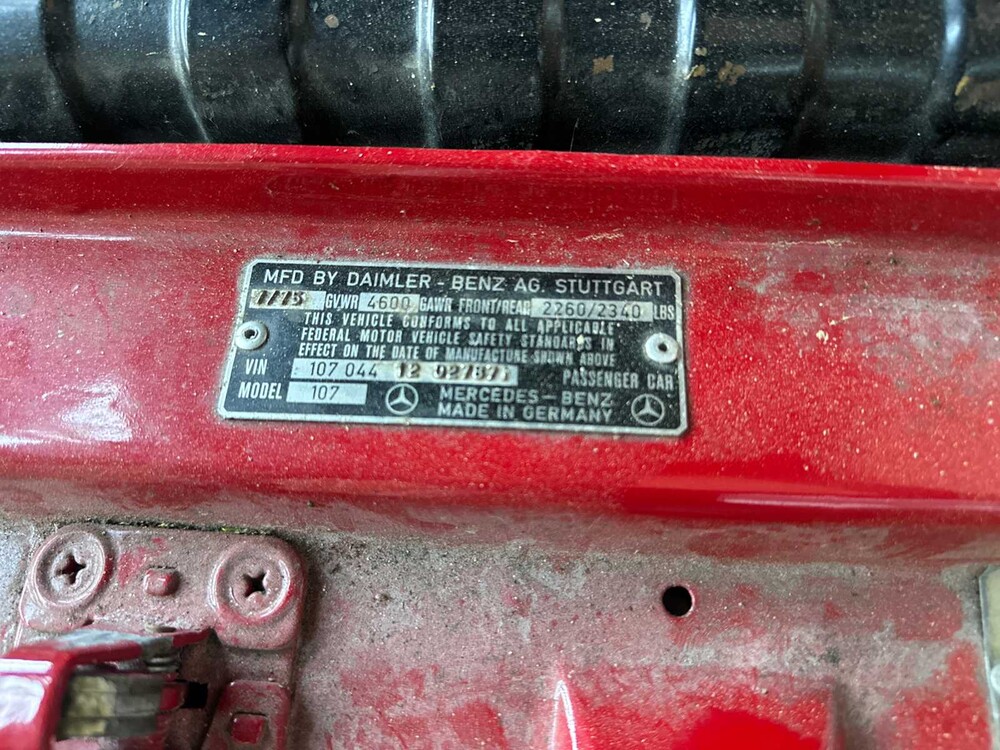 MFD BY DAIMLER - BENZ AG. STUTTGART
7/75 GVWR 4600 GAWR FRONT/REAR 2260/2340 LBS
THIS VEHICLE CONFORMS TO ALL APPLICABLE
FEDERAL MOTOR VEHICLE SAFETY STANDARDS IN
EFFECT ON THE DATE OF MANUFACTURE SHOWN ABOVE
VIN 107 044 12 PASSENGER CAR
MODEL 107 MERCEDES-BENZ
MADE IN GERMANY